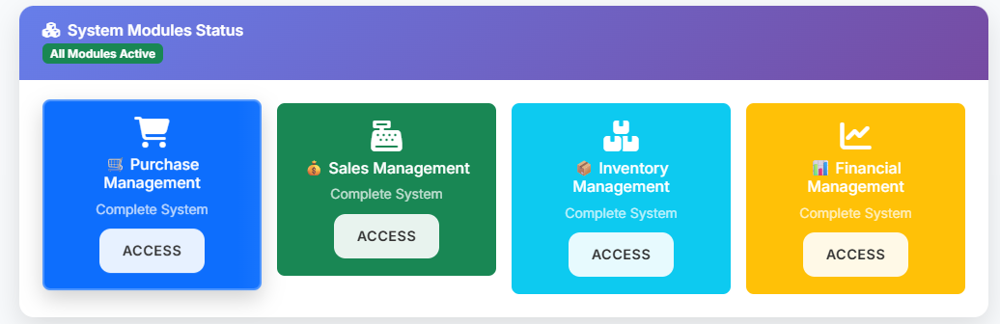 System Modules Status
All Modules Active
🛒 Purchase
Management
Complete System
ACCESS
💰 Sales Management
Complete System
ACCESS
📦 Inventory
Management
Complete System
ACCESS
📊 Financial
Management
Complete System
ACCESS